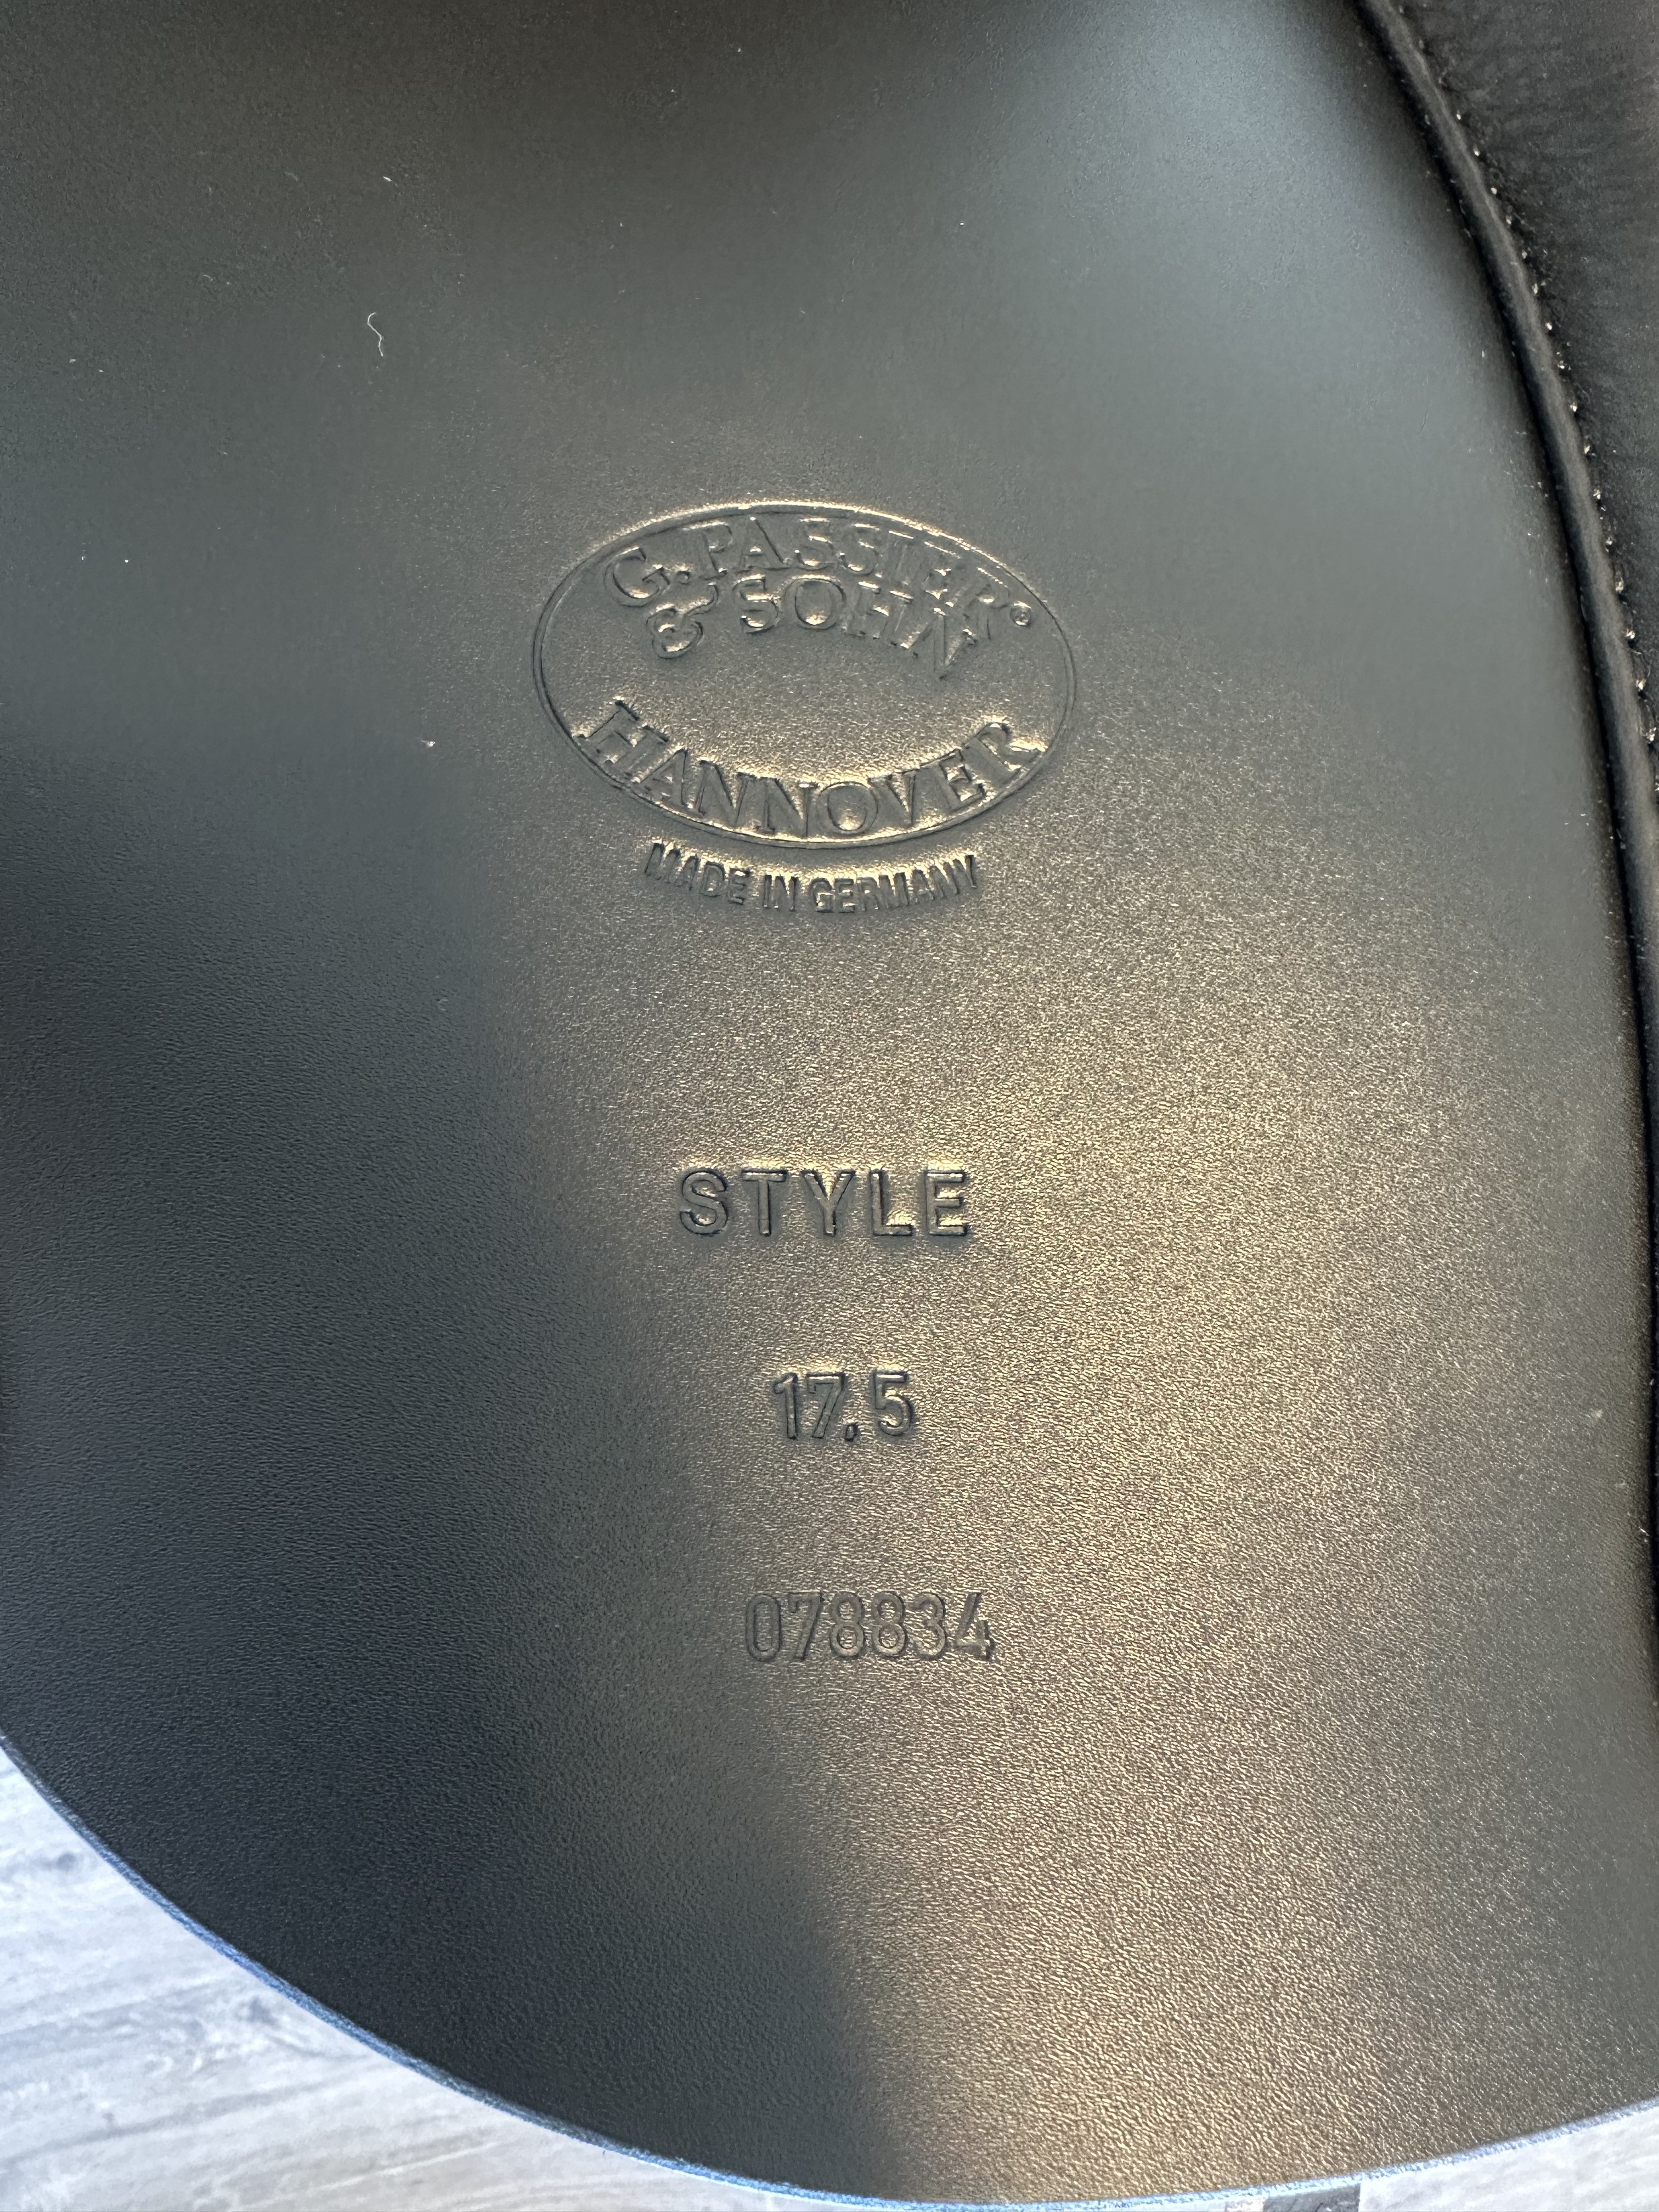 G. PASSIER®
& SOHN
HANNOVER
MADE IN GERMANY
STYLE
17,5
078834